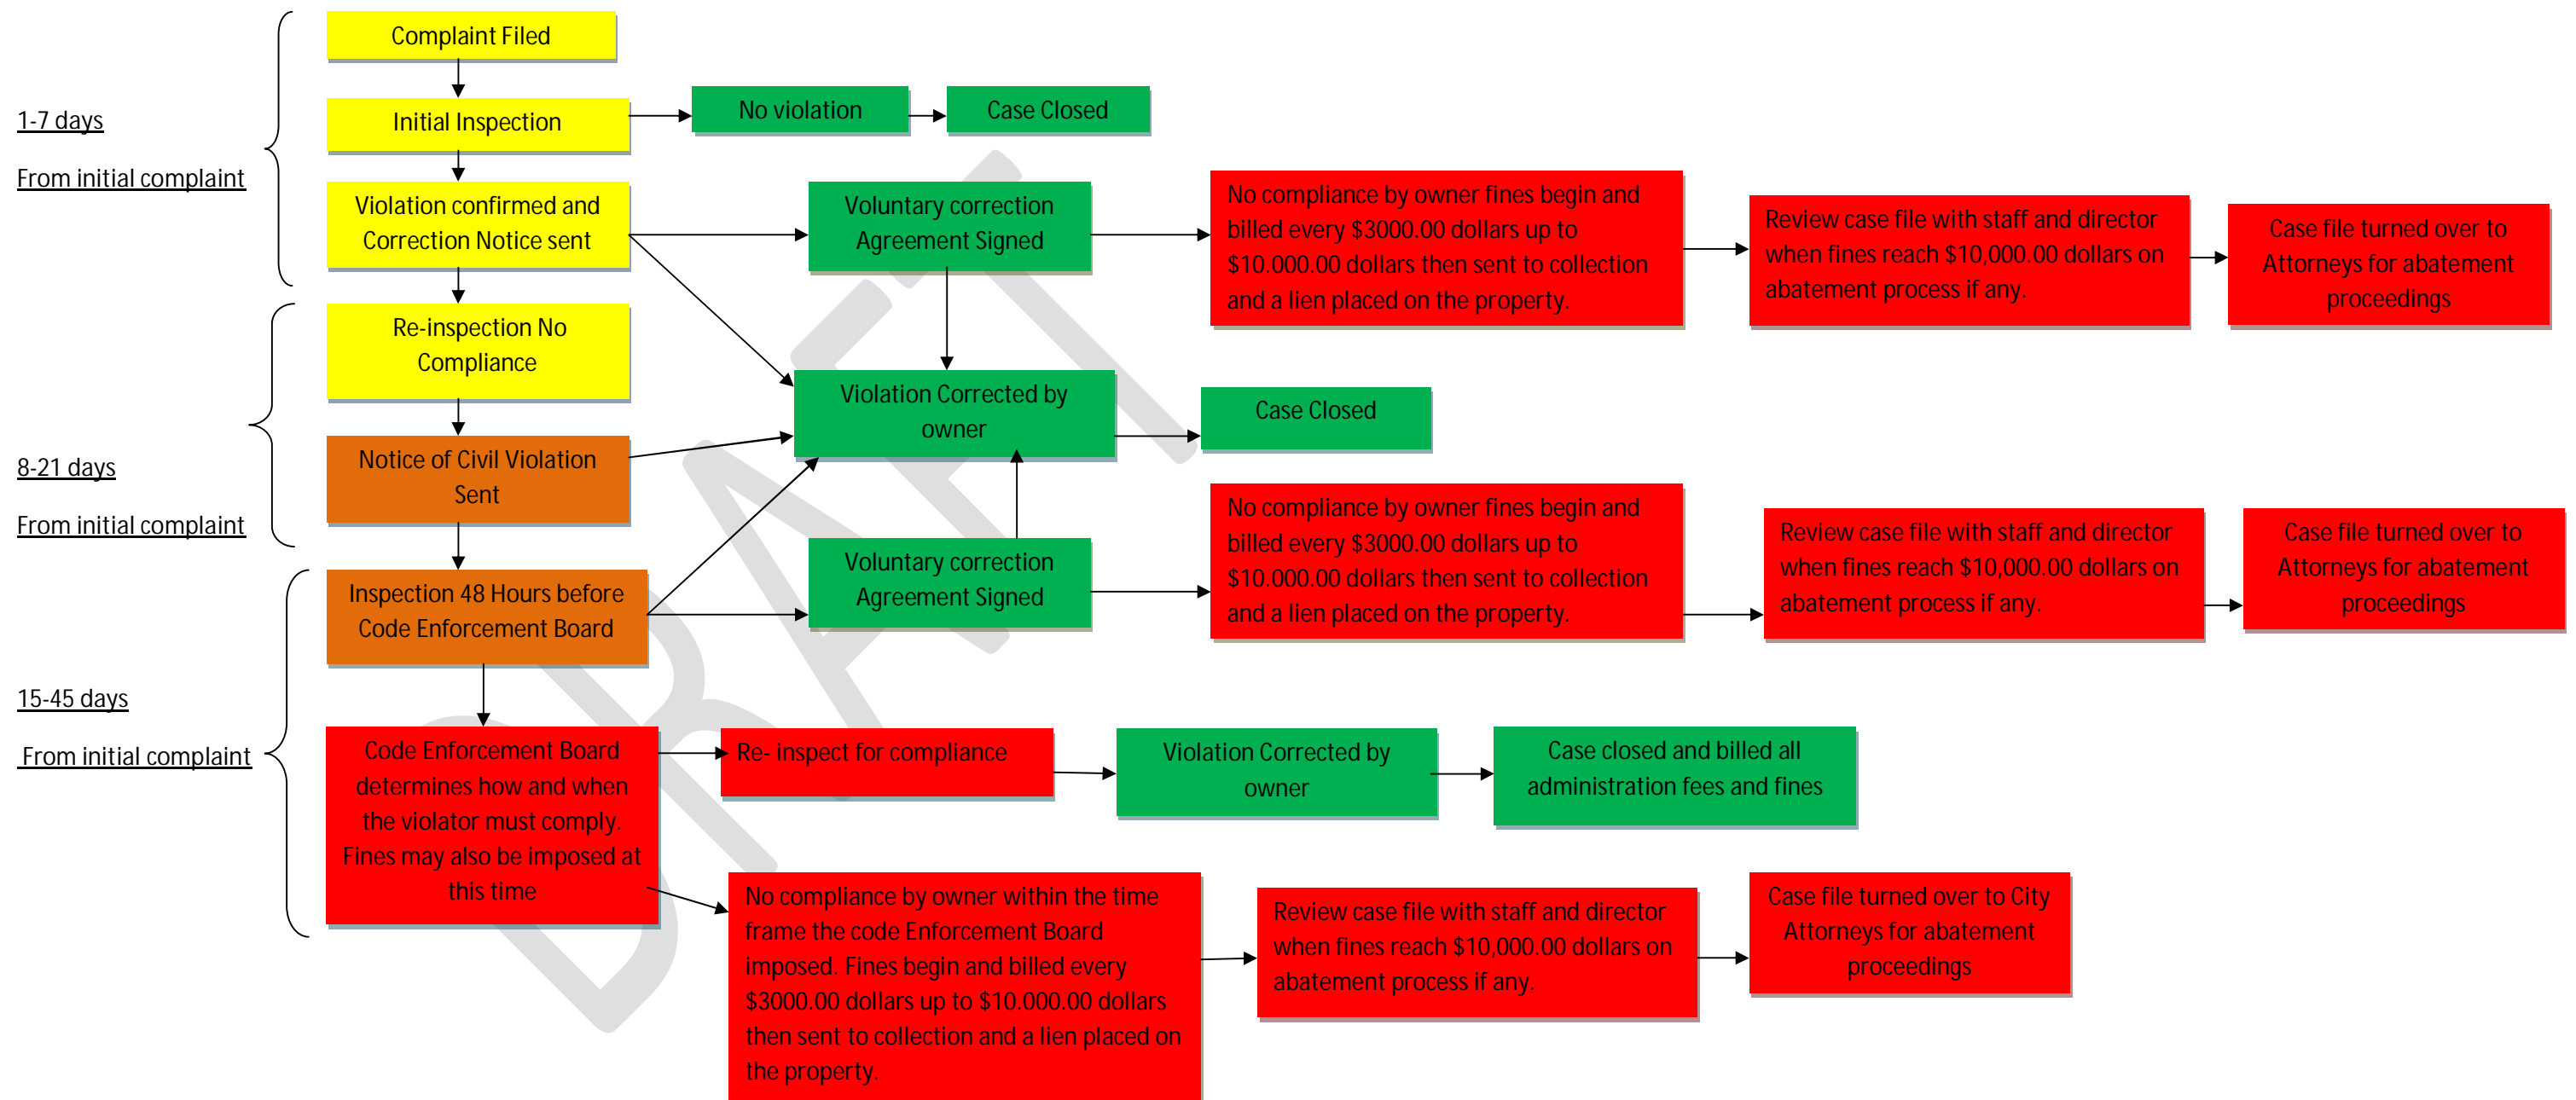 Complaint Filed
1-7 days
From initial complaint
Initial Inspection
No violation
Case Closed
Violation confirmed and
Correction Notice sent
Voluntary correction
Agreement Signed
No compliance by owner fines begin and
billed every $3000.00 dollars up to
$10.000.00 dollars then sent to collection
and a lien placed on the property.
Review case file with staff and director
when fines reach $10,000.00 dollars on
abatement process if any.
Case file turned over to
Attorneys for abatement
proceedings
Re-inspection No
Compliance
Violation Corrected by
owner
Case Closed
8-21 days
From initial complaint
Notice of Civil Violation
Sent
Inspection 48 Hours before
Code Enforcement Board
Voluntary correction
Agreement Signed
No compliance by owner fines begin and
billed every $3000.00 dollars up to
$10.000.00 dollars then sent to collection
and a lien placed on the property.
Review case file with staff and director
when fines reach $10,000.00 dollars on
abatement process if any.
Case file turned over to
Attorneys for abatement
proceedings
15-45 days
From initial complaint
Code Enforcement Board
determines how and when
the violator must comply.
Fines may also be imposed at
this time
Re- inspect for compliance
Violation Corrected by
owner
Case closed and billed all
administration fees and fines
No compliance by owner within the time
frame the code Enforcement Board
imposed. Fines begin and billed every
$3000.00 dollars up to $10.000.00 dollars
then sent to collection and a lien placed on
the property.
Review case file with staff and director
when fines reach $10,000.00 dollars on
abatement process if any.
Case file turned over to City
Attorneys for abatement
proceedings
DRAFT